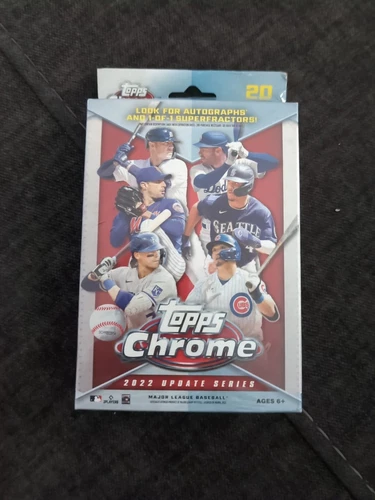 Topps
20
LOOK FOR AUTOGRAPHS
AND 1-OF-1 SUPERFRACTORS!
SEATTLE
Topps
Chrome
2022 UPDATE SERIES
MAJOR LEAGUE BASEBALL
AGES 6+